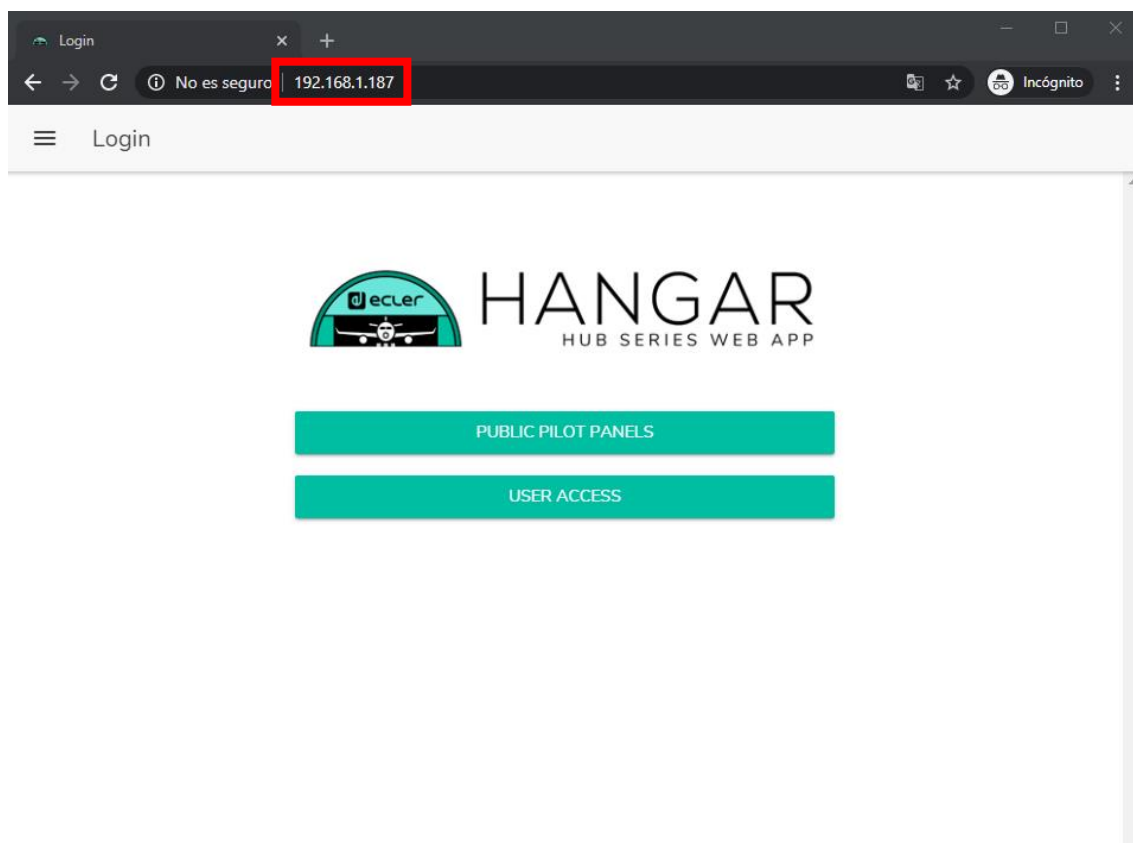 Login
No es seguro | 192.168.1.187
Incógnito
Login
ecler
HANGAR
HUB SERIES WEB APP
PUBLIC PILOT PANELS
USER ACCESS